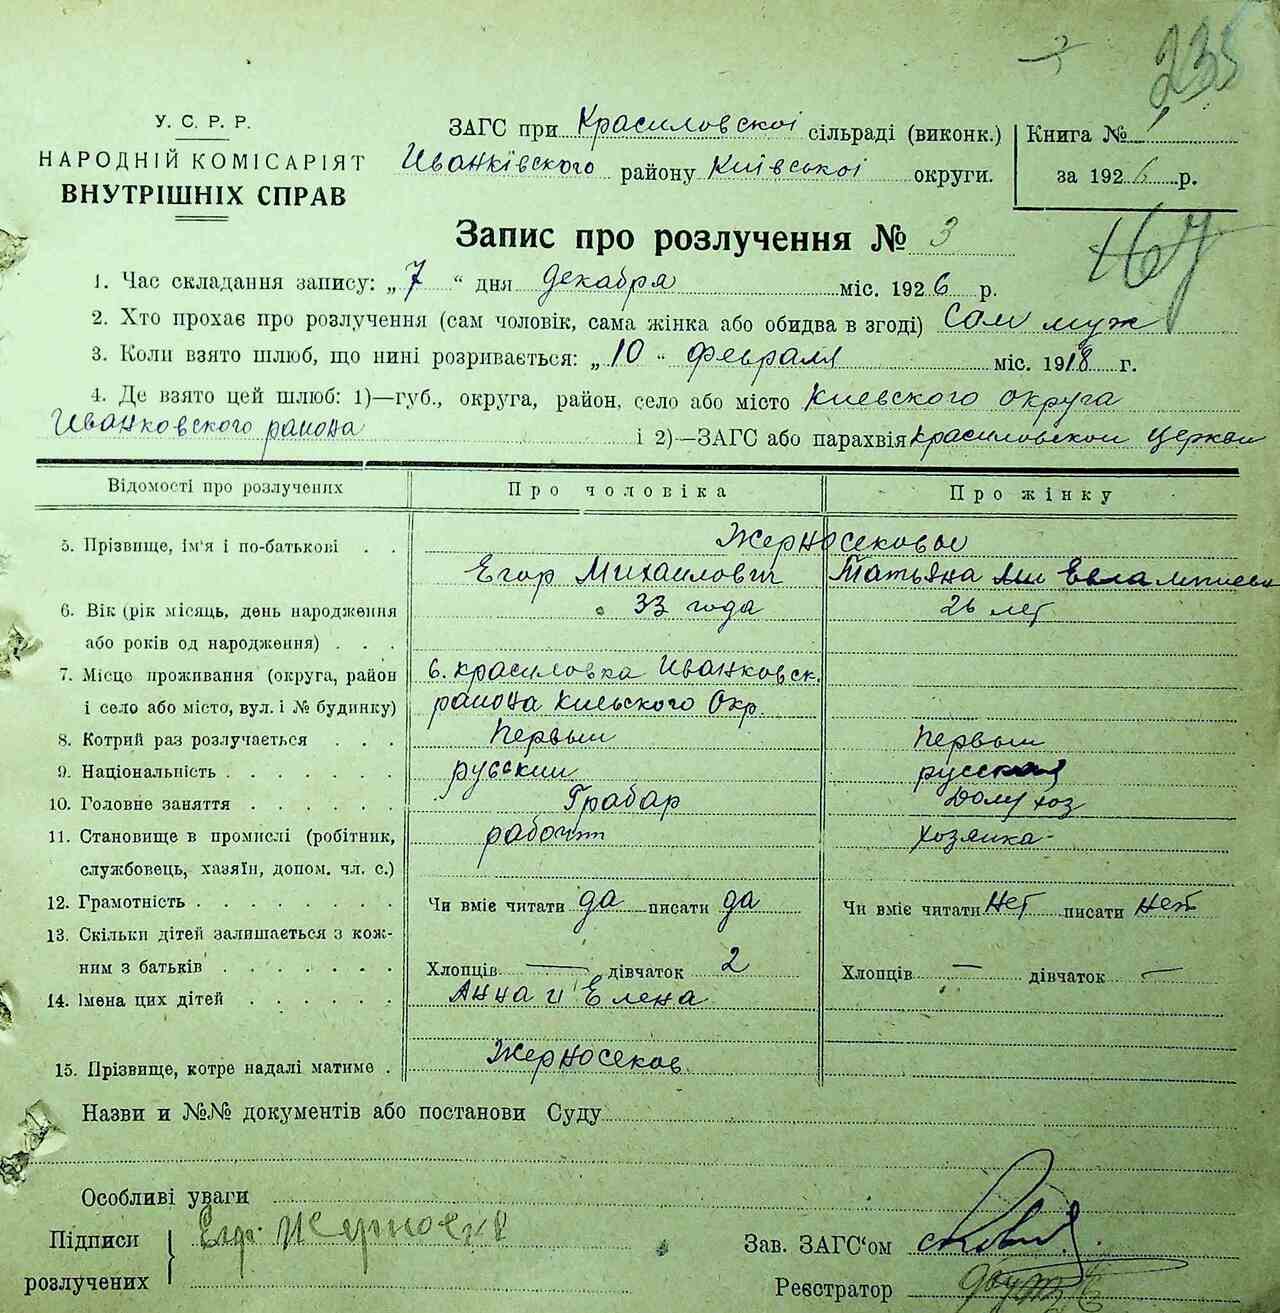 235
У. С. Р. Р.
НАРОДНІЙ КОМІСАРІЯТ
ВНУТРІШНІХ СПРАВ
ЗАГС при Красиловскоі сільраді (виконк.)
Иванківского району Київськоі округи.
Книга № 1
за 1926 р.
Запис про розлучення № 3
167
1. Час складання запису: „7“ дня декабря міс. 1926 р.
2. Хто прохає про розлучення (сам чоловік, сама жінка або обидва в згоді) Сам муж
3. Коли взято шлюб, що нині розривається: „10“ февраля міс. 1918 г.
4. Де взято цей шлюб: 1)—губ., округа, район, село або місто Киевского округа
Иванковского района і 2)—ЗАГС або парахвія Красиловской церкви
Відомості про розлучених Про чоловіка Про жінку
5. Прізвище, ім'я і по-батькові . . Жерносековы
Егор Михаилович Татьяна Евлампиевн
6. Вік (рік місяць, день народження 33 года 26 лет
або років од народження) . . .
7. Місце проживання (округа, район с. Красиловка Иванковск.
і село або місто, вул. і № будинку) района Киевского Окр.
8. Котрий раз розлучається . . . первый первый
9. Національність . . . . . . . русский русская
10. Головне заняття . . . . . . Грабар Дому хоз
11. Становище в промислі (робітник, рабочий хозяйка
службовець, хазяїн, допом. чл. с.)
12. Грамотність . . . . . . . . Чи вміє читати да писати да Чи вміє читати нет писати нет
13. Скільки дітей залишається з кож-
ним з батьків . . . . . . . Хлопців — дівчаток 2 Хлопців — дівчаток —
14. Імена цих дітей . . . . . . Анна и Елена
15. Прізвище, котре надалі матиме . Жерносеков
Назви и №№ документів або постанови Суду
Особливі уваги
Підписи
розлучених
Зав. ЗАГС‘ом
Реєстратор